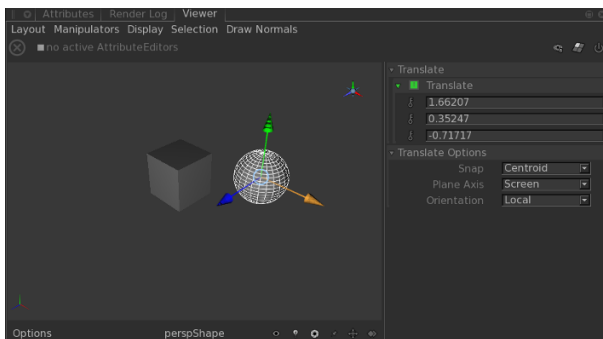 Attributes Render Log Viewer
Layout Manipulators Display Selection Draw Normals
no active AttributeEditors
Translate
Translate
1.66207
0.35247
-0.71717
Translate Options
Snap Centroid
Plane Axis Screen
Orientation Local
Options perspShape